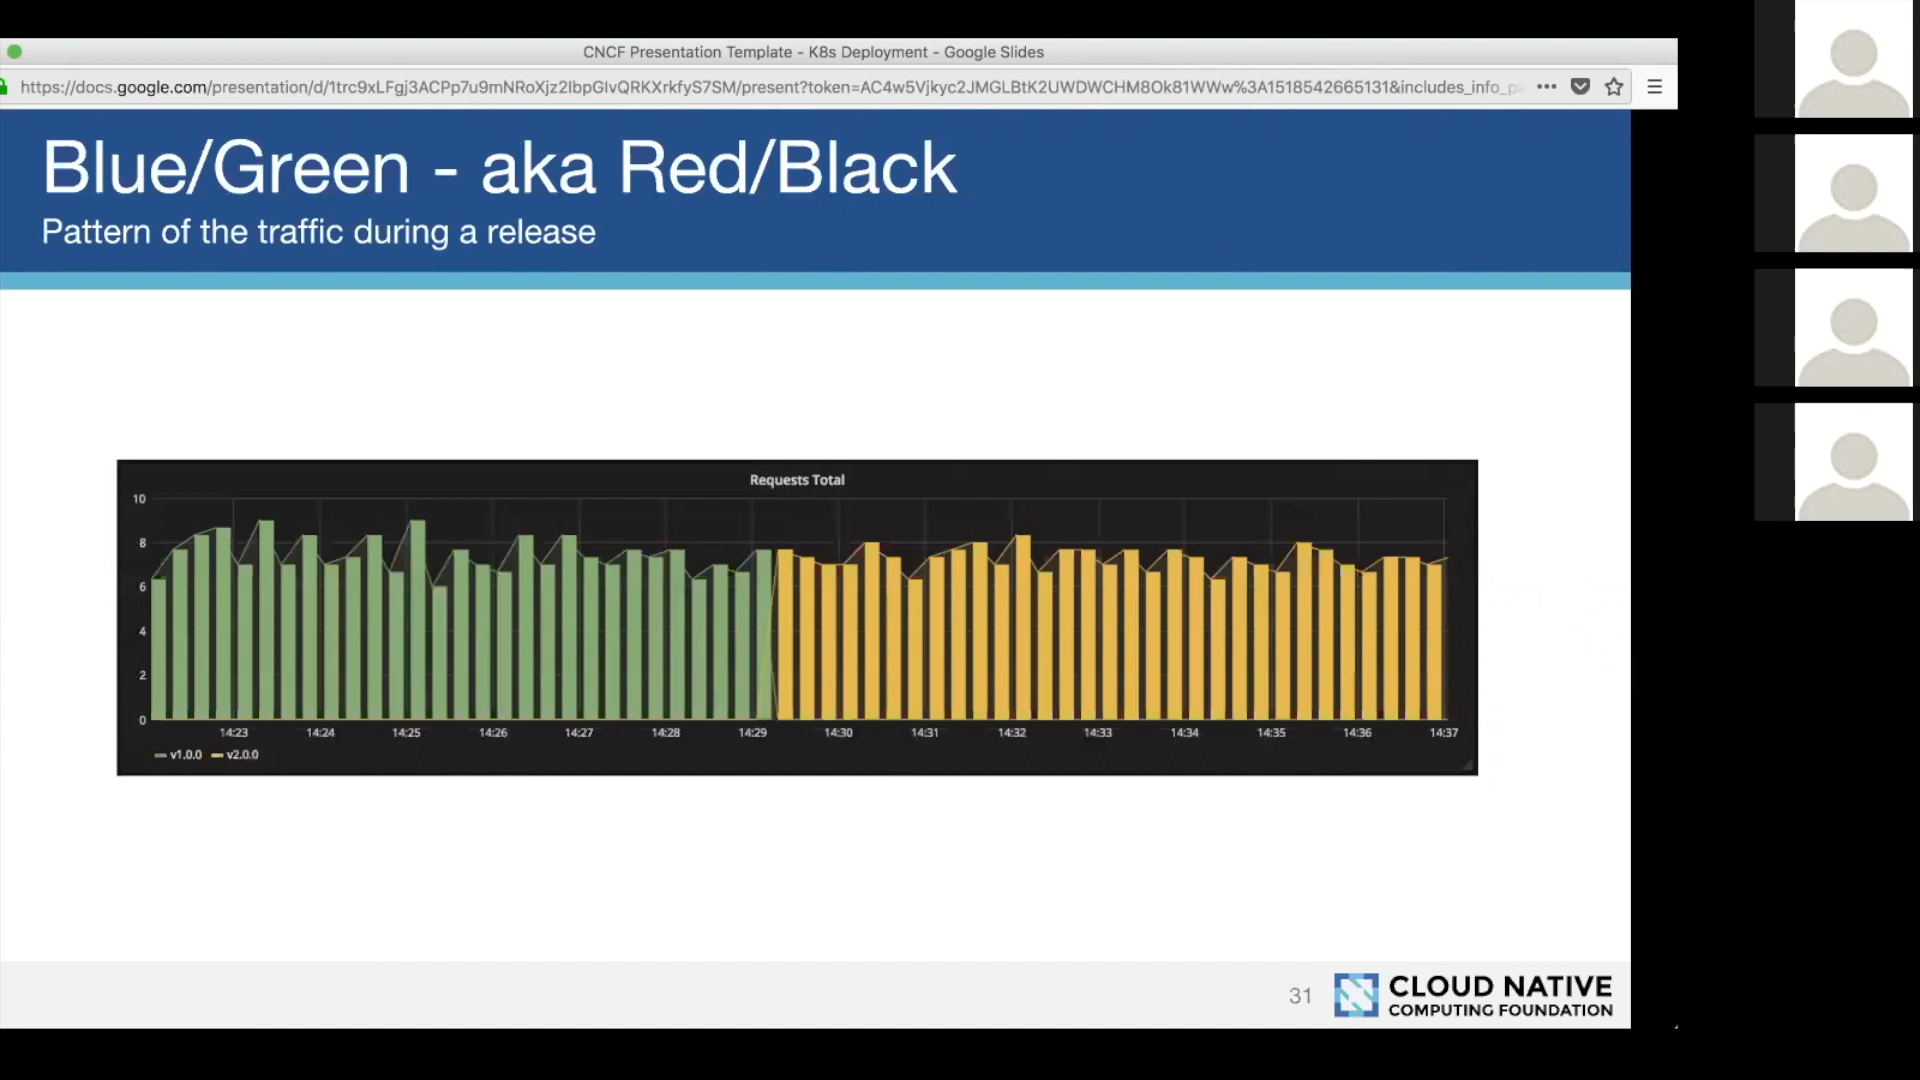 CNCF Presentation Template - K8s Deployment - Google Slides
https://docs.google.com/presentation/d/1trc9xLFgj3ACPp7u9mNRoXjz2IbpGIvQRKXrkfyS7SM/present?token=AC4w5Vjkyc2JMGLBtK2UWDWCHM8Ok81WWw%3A1518542665131&includes_info_pa
Blue/Green - aka Red/Black
Pattern of the traffic during a release
Requests Total
10
8
6
4
2
0
14:23 14:24 14:25 14:26 14:27 14:28 14:29 14:30 14:31 14:32 14:33 14:34 14:35 14:36 14:37
v1.0.0 v2.0.0
31
CLOUD NATIVE
COMPUTING FOUNDATION